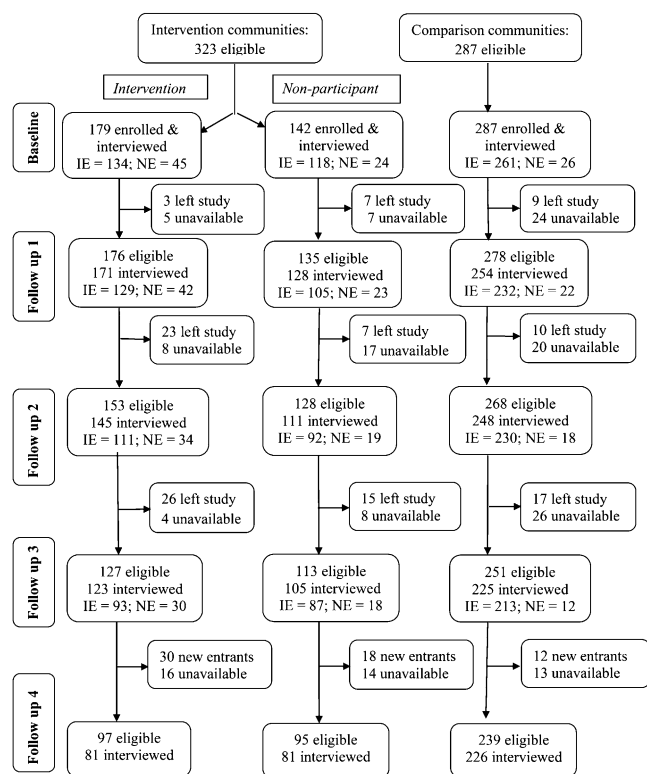 Intervention communities:
323 eligible
Comparison communities:
287 eligible
Intervention
Non-participant
Baseline
179 enrolled &
interviewed
IE = 134; NE = 45
142 enrolled &
interviewed
IE = 118; NE = 24
287 enrolled &
interviewed
IE = 261; NE = 26
3 left study
5 unavailable
7 left study
7 unavailable
9 left study
24 unavailable
Follow up 1
176 eligible
171 interviewed
IE = 129; NE = 42
135 eligible
128 interviewed
IE = 105; NE = 23
278 eligible
254 interviewed
IE = 232; NE = 22
23 left study
8 unavailable
7 left study
17 unavailable
10 left study
20 unavailable
Follow up 2
153 eligible
145 interviewed
IE = 111; NE = 34
128 eligible
111 interviewed
IE = 92; NE = 19
268 eligible
248 interviewed
IE = 230; NE = 18
26 left study
4 unavailable
15 left study
8 unavailable
17 left study
26 unavailable
Follow up 3
127 eligible
123 interviewed
IE = 93; NE = 30
113 eligible
105 interviewed
IE = 87; NE = 18
251 eligible
225 interviewed
IE = 213; NE = 12
30 new entrants
16 unavailable
18 new entrants
14 unavailable
12 new entrants
13 unavailable
Follow up 4
97 eligible
81 interviewed
95 eligible
81 interviewed
239 eligible
226 interviewed